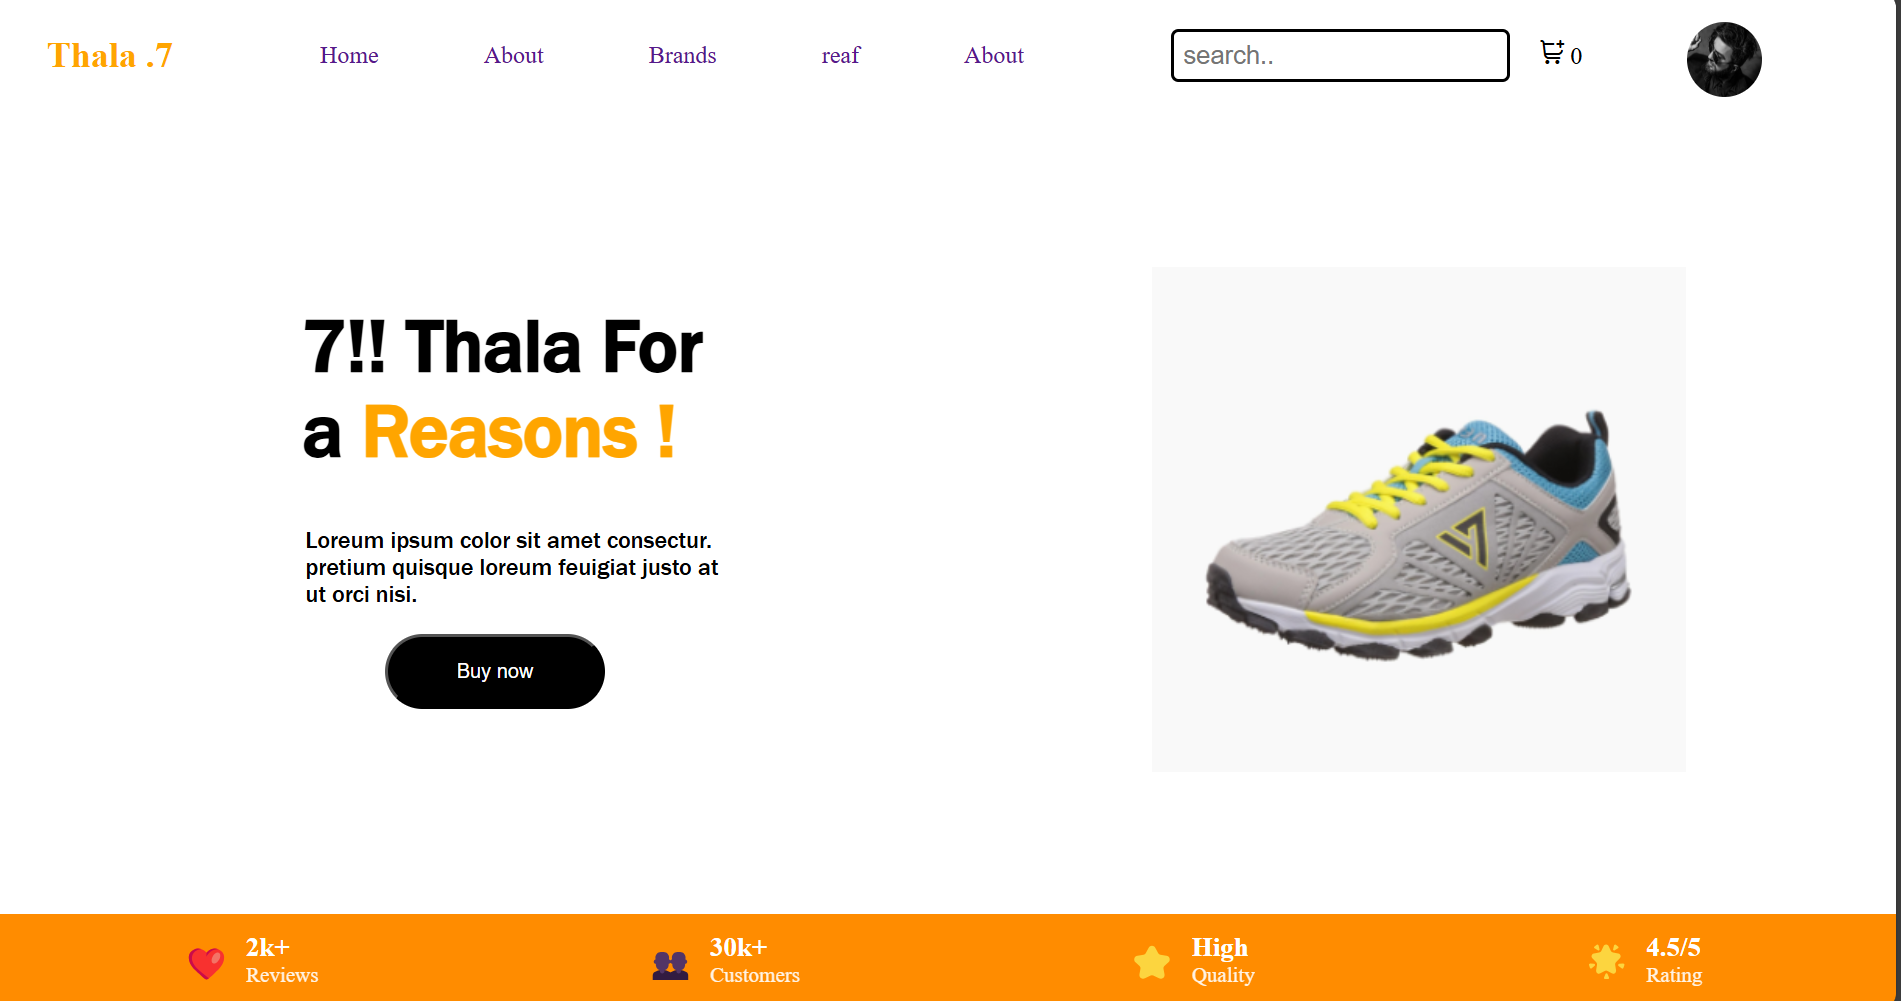 Thala .7
Home
About
Brands
reaf
About
search..
0
7!! Thala For
a Reasons !
Loreum ipsum color sit amet consectur.
pretium quisque loreum feuigiat justo at
ut orci nisi.
Buy now
2k+
Reviews
30k+
Customers
High
Quality
4.5/5
Rating